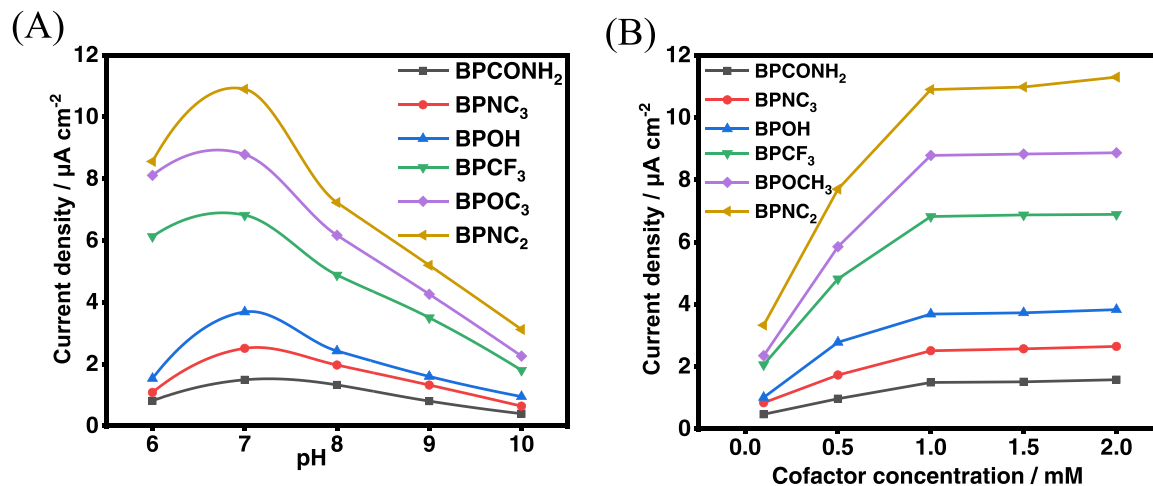 (A)
Current density / µA cm⁻²
12
10
8
6
4
2
0
6 7 8 9 10
pH
BPCONH₂
BPNC₃
BPOH
BPCF₃
BPOC₃
BPNC₂
(B)
Current density / µA cm⁻²
12
10
8
6
4
2
0
0.0 0.5 1.0 1.5 2.0
Cofactor concentration / mM
BPCONH₂
BPNC₃
BPOH
BPCF₃
BPOCH₃
BPNC₂